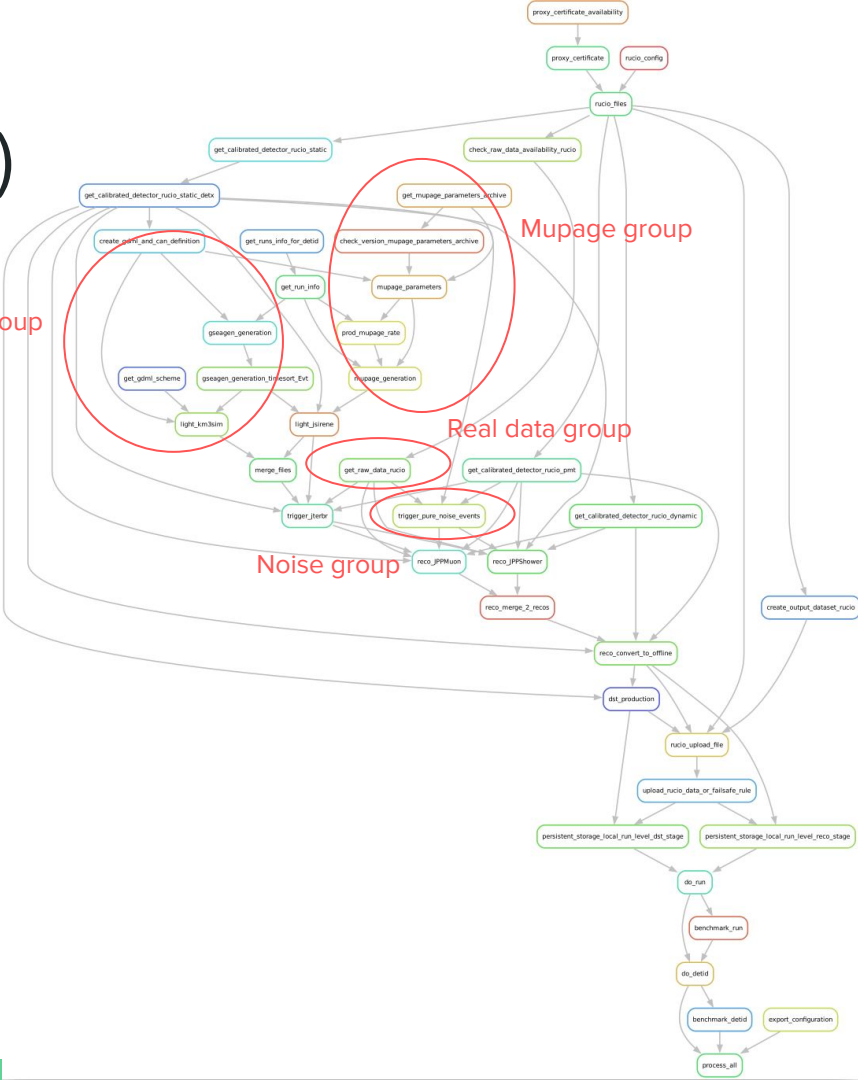 proxy_certificate_availability
proxy_certificate
rucio_config
rucio_files
get_calibrated_detector_rucio_static
check_raw_data_availability_rucio
get_calibrated_detector_rucio_static_detx
get_mupage_parameters_archive
Mupage group
create_gdml_and_can_definition
get_runs_info_for_detid
check_version_mupage_parameters_archive
get_run_info
mupage_parameters
oup
gseagen_generation
prod_mupage_rate
get_gdml_scheme
gseagen_generation_timesort_Evt
mupage_generation
light_km3sim
light_jsirene
Real data group
merge_files
get_raw_data_rucio
get_calibrated_detector_rucio_pmt
trigger_jterbr
trigger_pure_noise_events
get_calibrated_detector_rucio_dynamic
Noise group
reco_JPPMuon
reco_JPPShower
reco_merge_2_recos
create_output_dataset_rucio
reco_convert_to_offline
dst_production
rucio_upload_file
upload_rucio_data_or_failsafe_rule
persistent_storage_local_run_level_dst_stage
persistent_storage_local_run_level_reco_stage
do_run
benchmark_run
do_detid
benchmark_detid
export_configuration
process_all